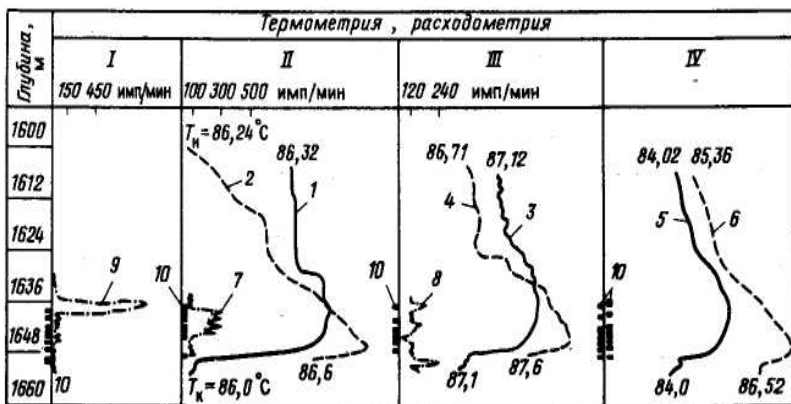 Глубина, м
Термометрия, расходометрия
I
II
III
IV
150 450 имп/мин
100 300 500 имп/мин
120 240 имп/мин
1600
1612
1624
1636
1648
1660
9
10
Tн = 86,24°C
86,32
2
1
10
7
86,6
Tк = 86,0°C
86,71
87,12
4
3
10
8
87,1
87,6
84,02
85,36
5
6
10
84,0
86,52